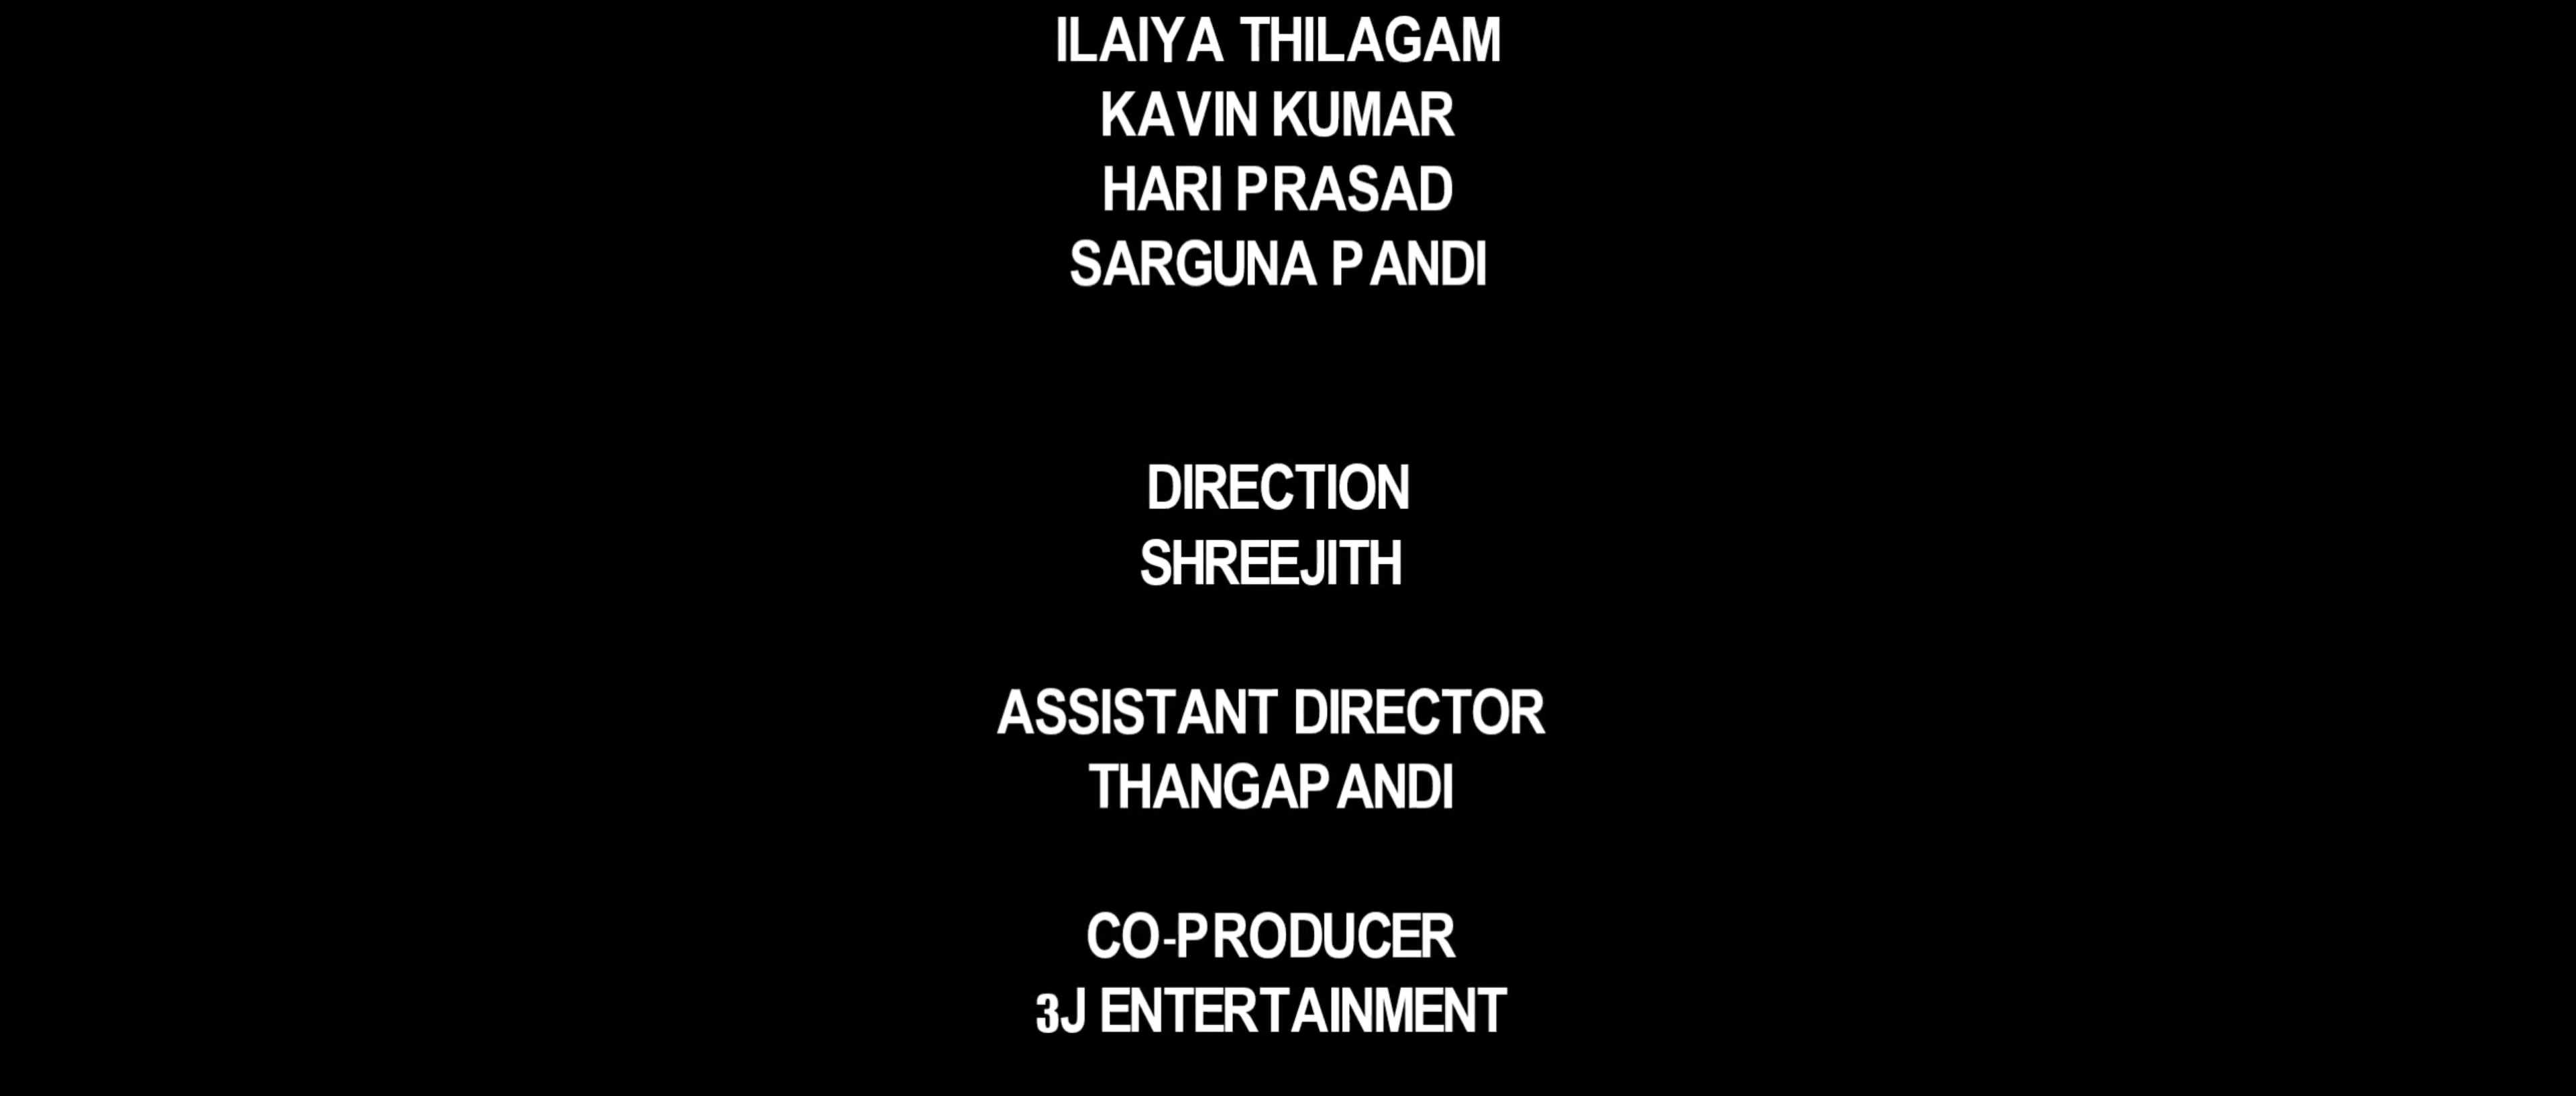 ILAIYA THILAGAM
KAVIN KUMAR
HARI PRASAD
SARGUNA PANDI
DIRECTION
SHREEJITH
ASSISTANT DIRECTOR
THANGAPANDI
CO-PRODUCER
3J ENTERTAINMENT